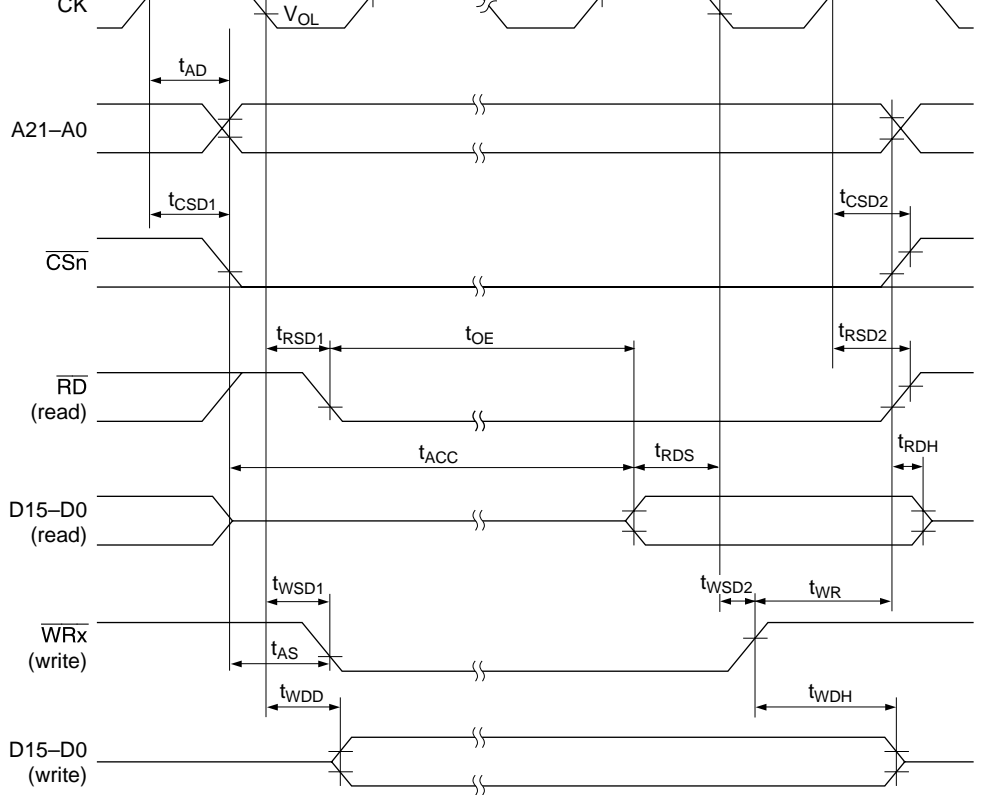 CK
VOL
tAD
A21–A0
tCSD1
tCSD2
CSn
tRSD1
tOE
tRSD2
RD
(read)
tACC
tRDS
tRDH
D15–D0
(read)
tWSD1
tWSD2
tWR
WRx
(write)
tAS
tWDD
tWDH
D15–D0
(write)